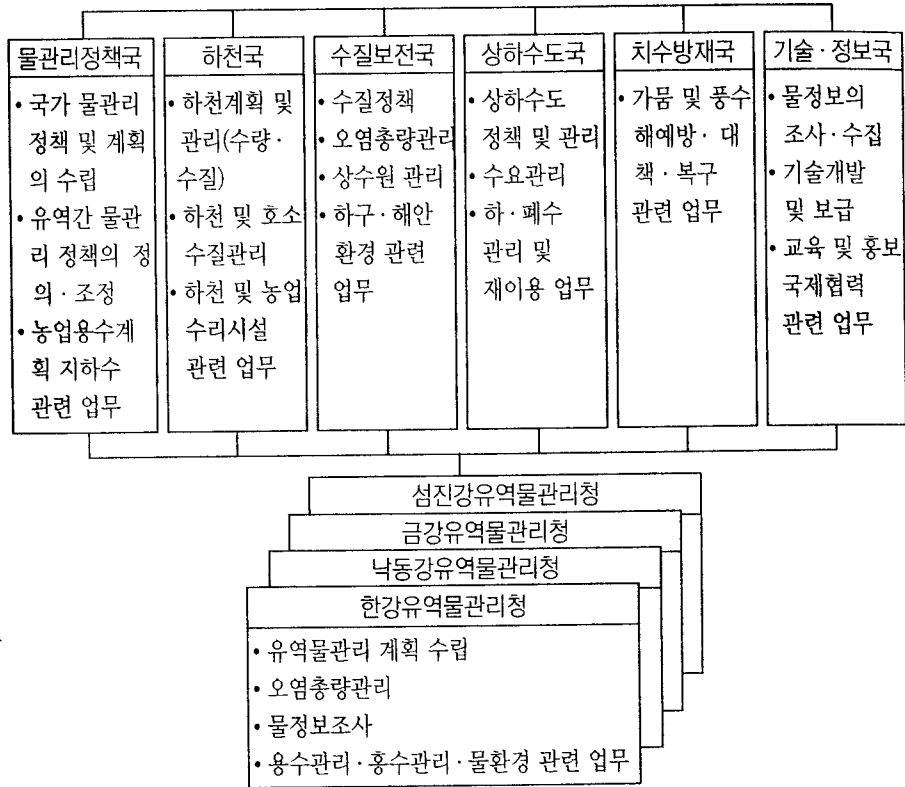 물관리정책국
• 국가 물관리
정책 및 계획
의 수립
• 유역간 물관
리 정책의 정
의 · 조정
• 농업용수계
획 지하수
관련 업무
하천국
• 하천계획 및
관리(수량 ·
수질)
• 하천 및 호소
수질관리
• 하천 및 농업
수리시설
관련 업무
수질보전국
• 수질정책
• 오염총량관리
• 상수원 관리
• 하구 · 해안
환경 관련
업무
상하수도국
• 상하수도
정책 및 관리
• 수요관리
• 하 · 폐수
관리 및
재이용 업무
치수방재국
• 가뭄 및 풍수
해예방 · 대
책 · 복구
관련 업무
기술 · 정보국
• 물정보의
조사 · 수집
• 기술개발
및 보급
• 교육 및 홍보
국제협력
관련 업무
섬진강유역물관리청
금강유역물관리청
낙동강유역물관리청
한강유역물관리청
• 유역물관리 계획 수립
• 오염총량관리
• 물정보조사
• 용수관리 · 홍수관리 · 물환경 관련 업무